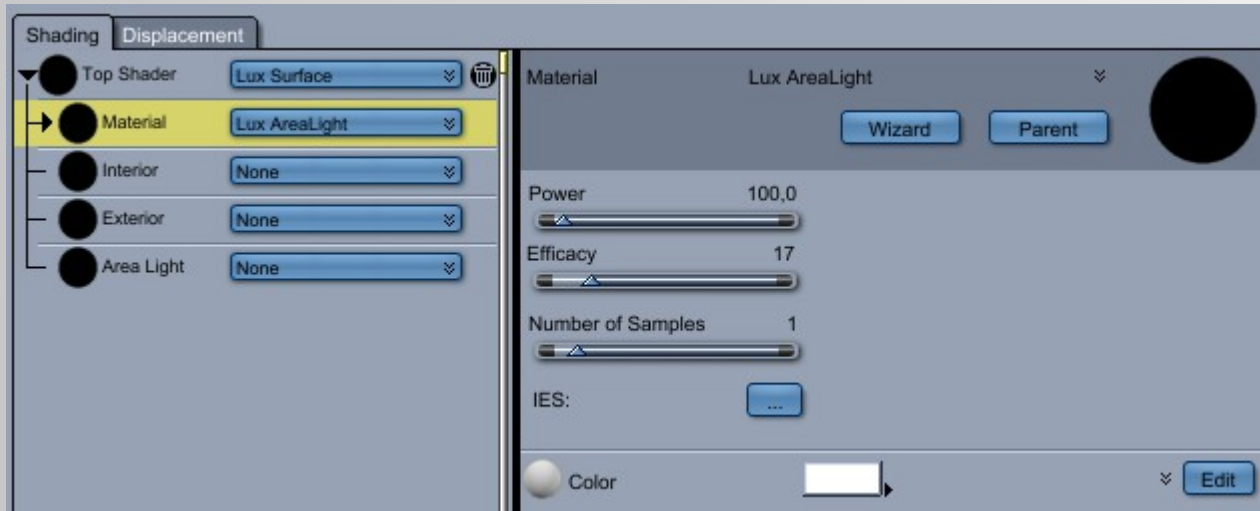 Shading Displacement
Top Shader Lux Surface
Material Lux AreaLight
Interior None
Exterior None
Area Light None
Material Lux AreaLight
Wizard Parent
Power 100,0
Efficacy 17
Number of Samples 1
IES: ...
Color Edit